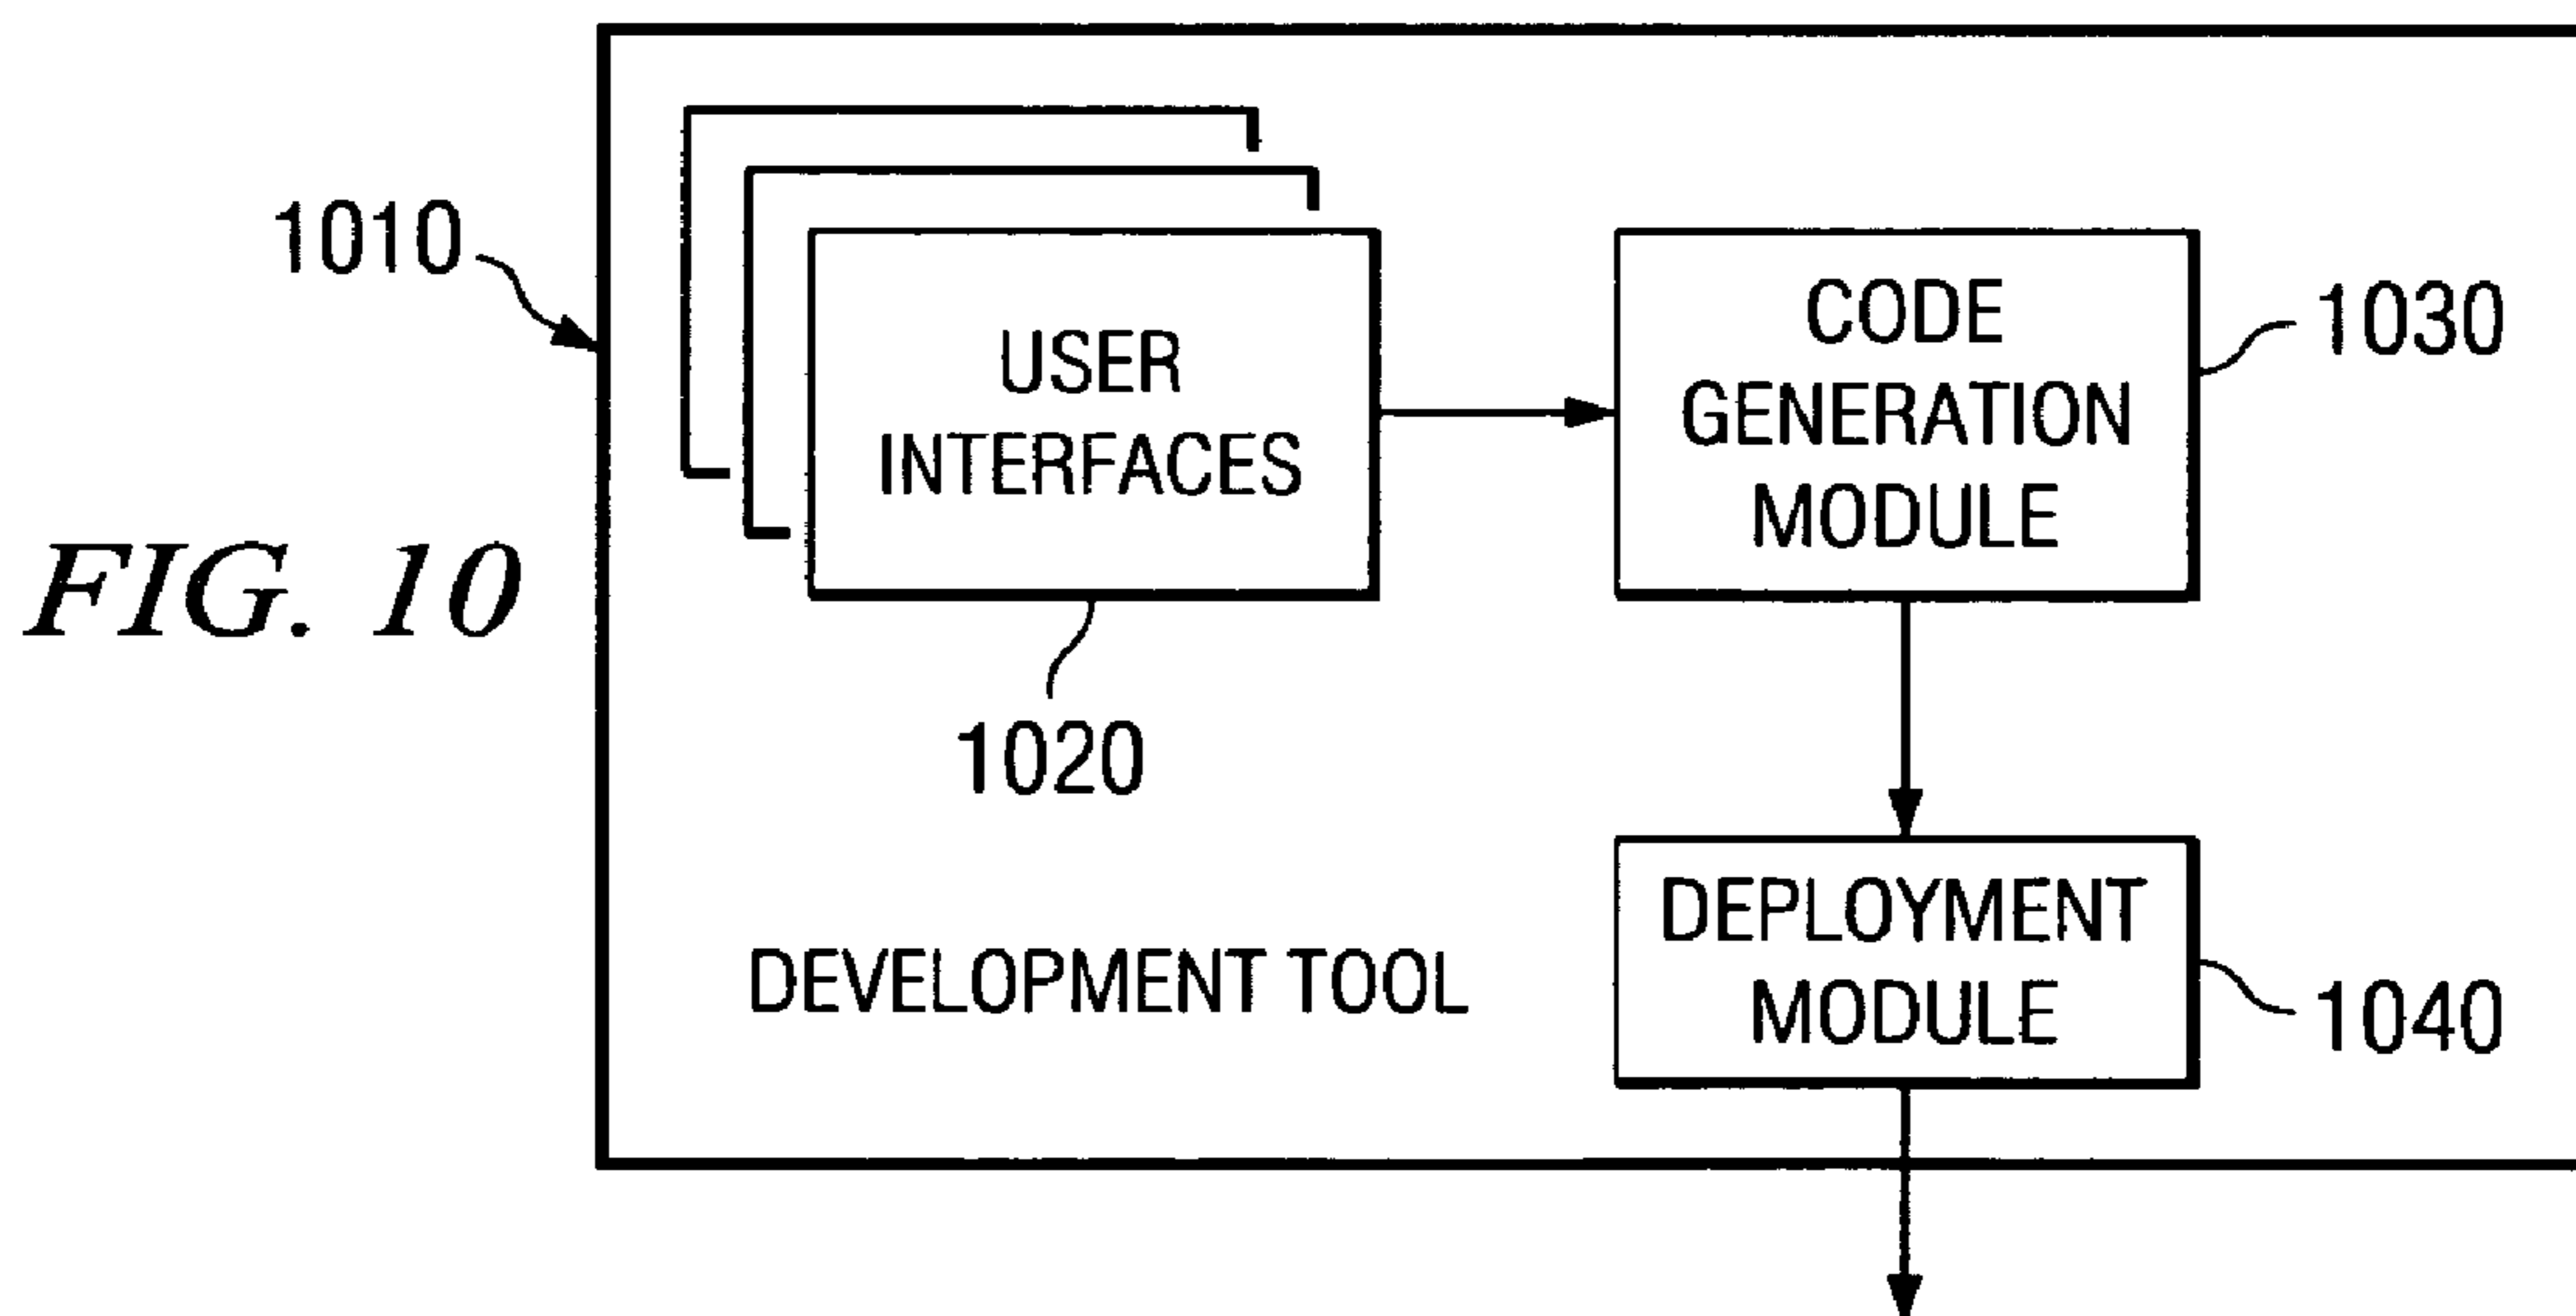 1010
USER
INTERFACES
CODE
GENERATION
MODULE
1030
FIG. 10
1020
DEVELOPMENT TOOL
DEPLOYMENT
MODULE
1040